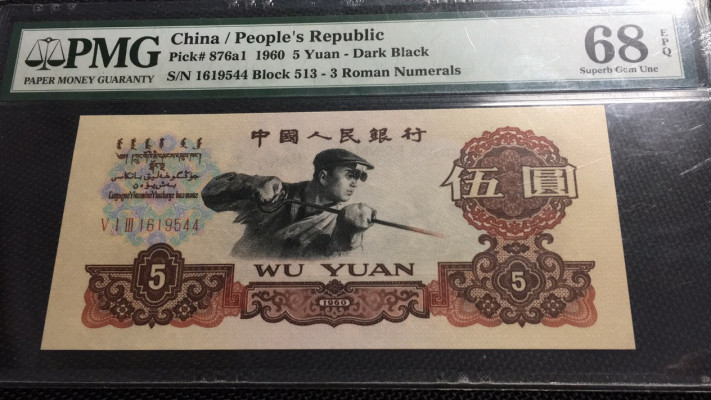 PMG
PAPER MONEY GUARANTY
China / People's Republic
Pick# 876a1 1960 5 Yuan - Dark Black
S/N 1619544 Block 513 - 3 Roman Numerals
68 EPQ
Superb Gem Unc
中國人民銀行
伍圓
V I III 1619544
5
WU YUAN
5
1960